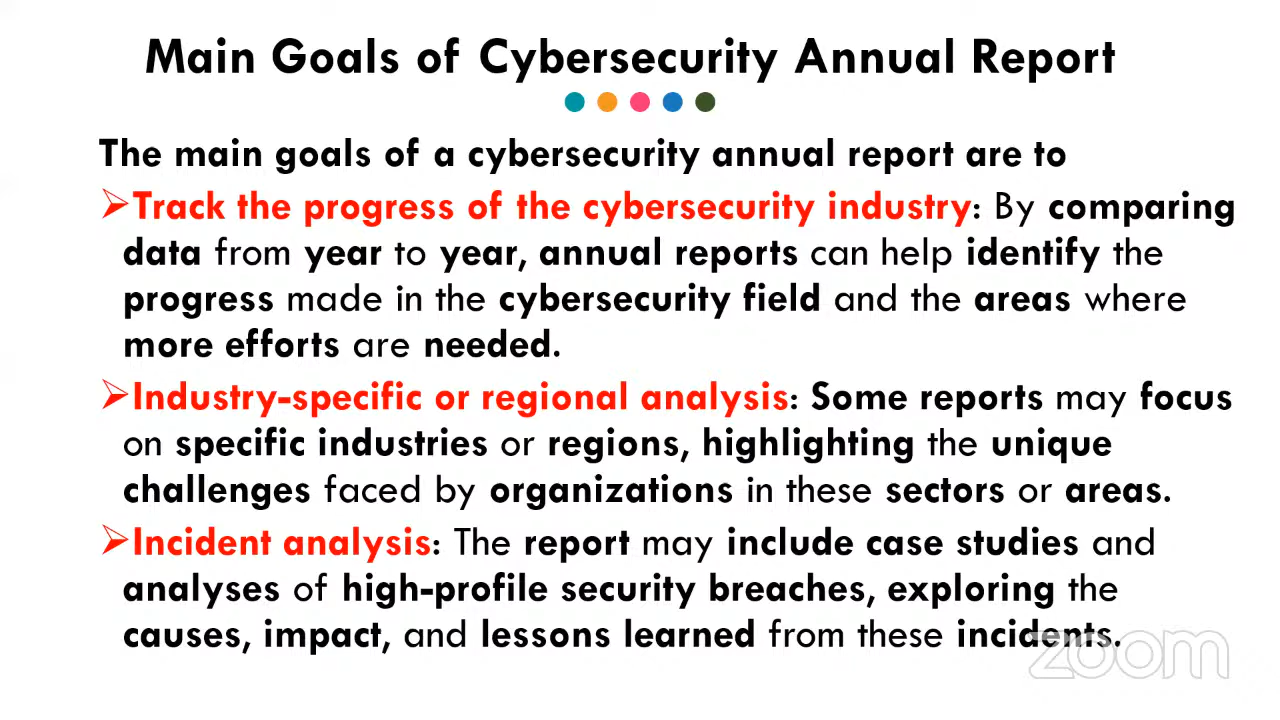 Main Goals of Cybersecurity Annual Report
The main goals of a cybersecurity annual report are to
➢Track the progress of the cybersecurity industry: By comparing
data from year to year, annual reports can help identify the
progress made in the cybersecurity field and the areas where
more efforts are needed.
➢Industry-specific or regional analysis: Some reports may focus
on specific industries or regions, highlighting the unique
challenges faced by organizations in these sectors or areas.
➢Incident analysis: The report may include case studies and
analyses of high-profile security breaches, exploring the
causes, impact, and lessons learned from these incidents.
zoom